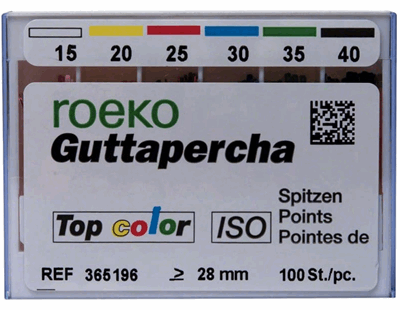 15 20 25 30 35 40
roeko
Guttapercha
Top color ISO
Spitzen
Points
Pointes de
REF 365196 ≥ 28 mm 100 St./pc.